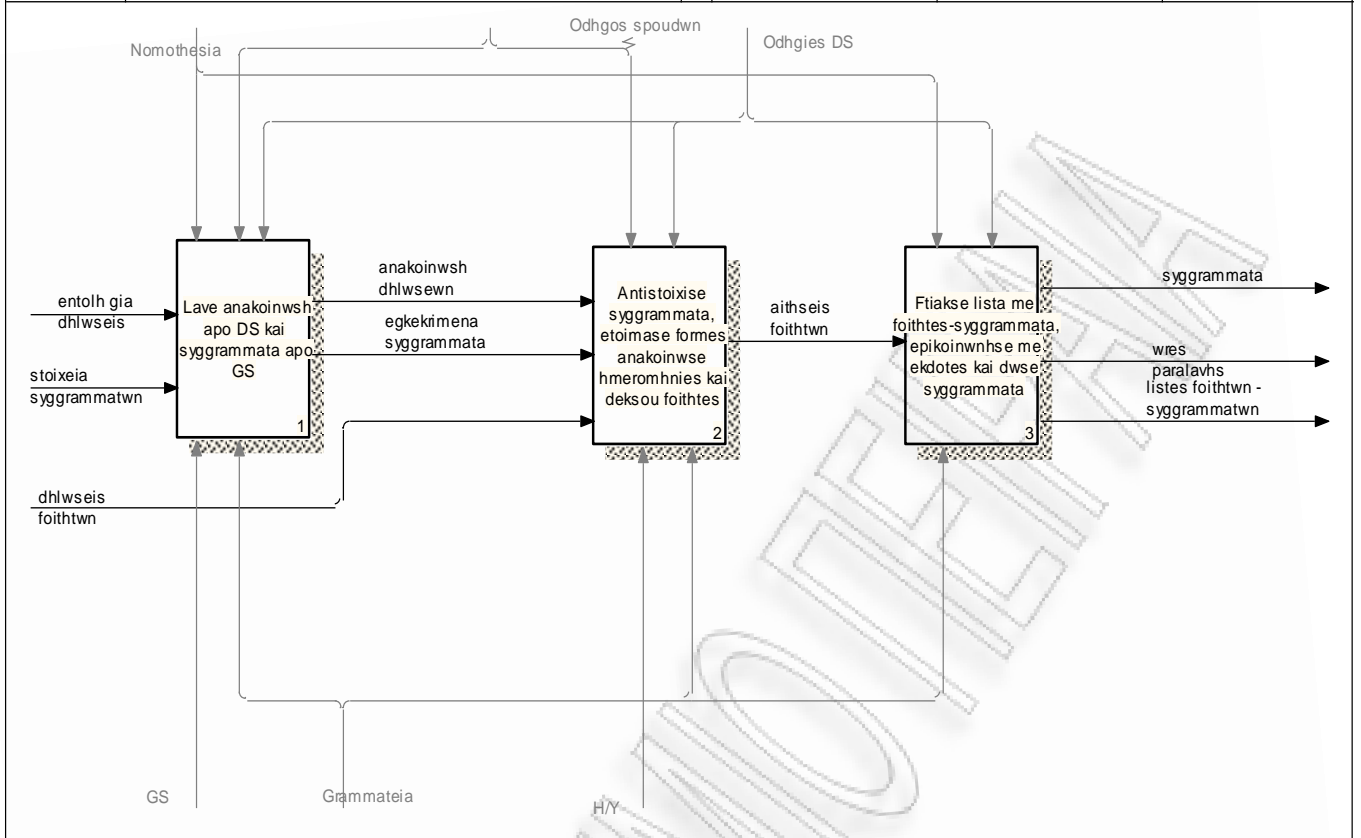 Odhgos spoudwn
Nomothesia
Odhgies DS
entolh gia
dhlwseis
stoixeia
syggrammatwn
dhlwseis
foithtwn
Lave anakoinwsh
apo DS kai
syggrammata apo
GS
1
anakoinwsh
dhlwsewn
egkekrimena
syggrammata
Antistoixise
syggrammata,
etoimase formes
anakoinwse
hmeromhnies kai
deksou foithtes
2
aithseis
foithtwn
Ftiakse lista me
foithtes-syggrammata,
epikoinwnhse me
ekdotes kai dwse
syggrammata
3
syggrammata
wres
paralavhs
listes foithtwn -
syggrammatwn
GS
Grammateia
H/Y